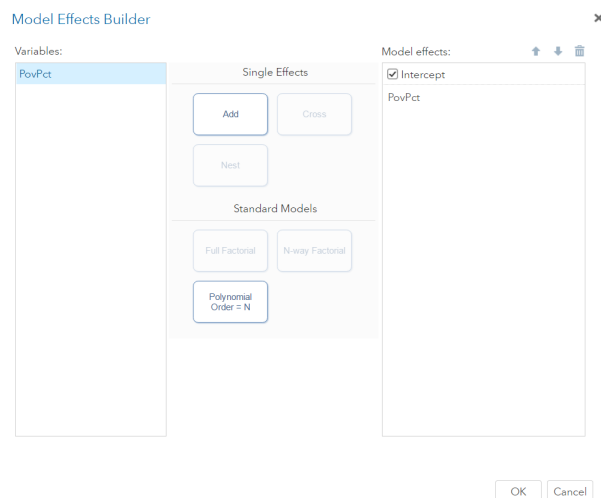 Model Effects Builder
Variables:
Model effects:
PovPct
Single Effects
Intercept
PovPct
Add
Cross
Nest
Standard Models
Full Factorial
N-way Factorial
Polynomial
Order = N
OK
Cancel